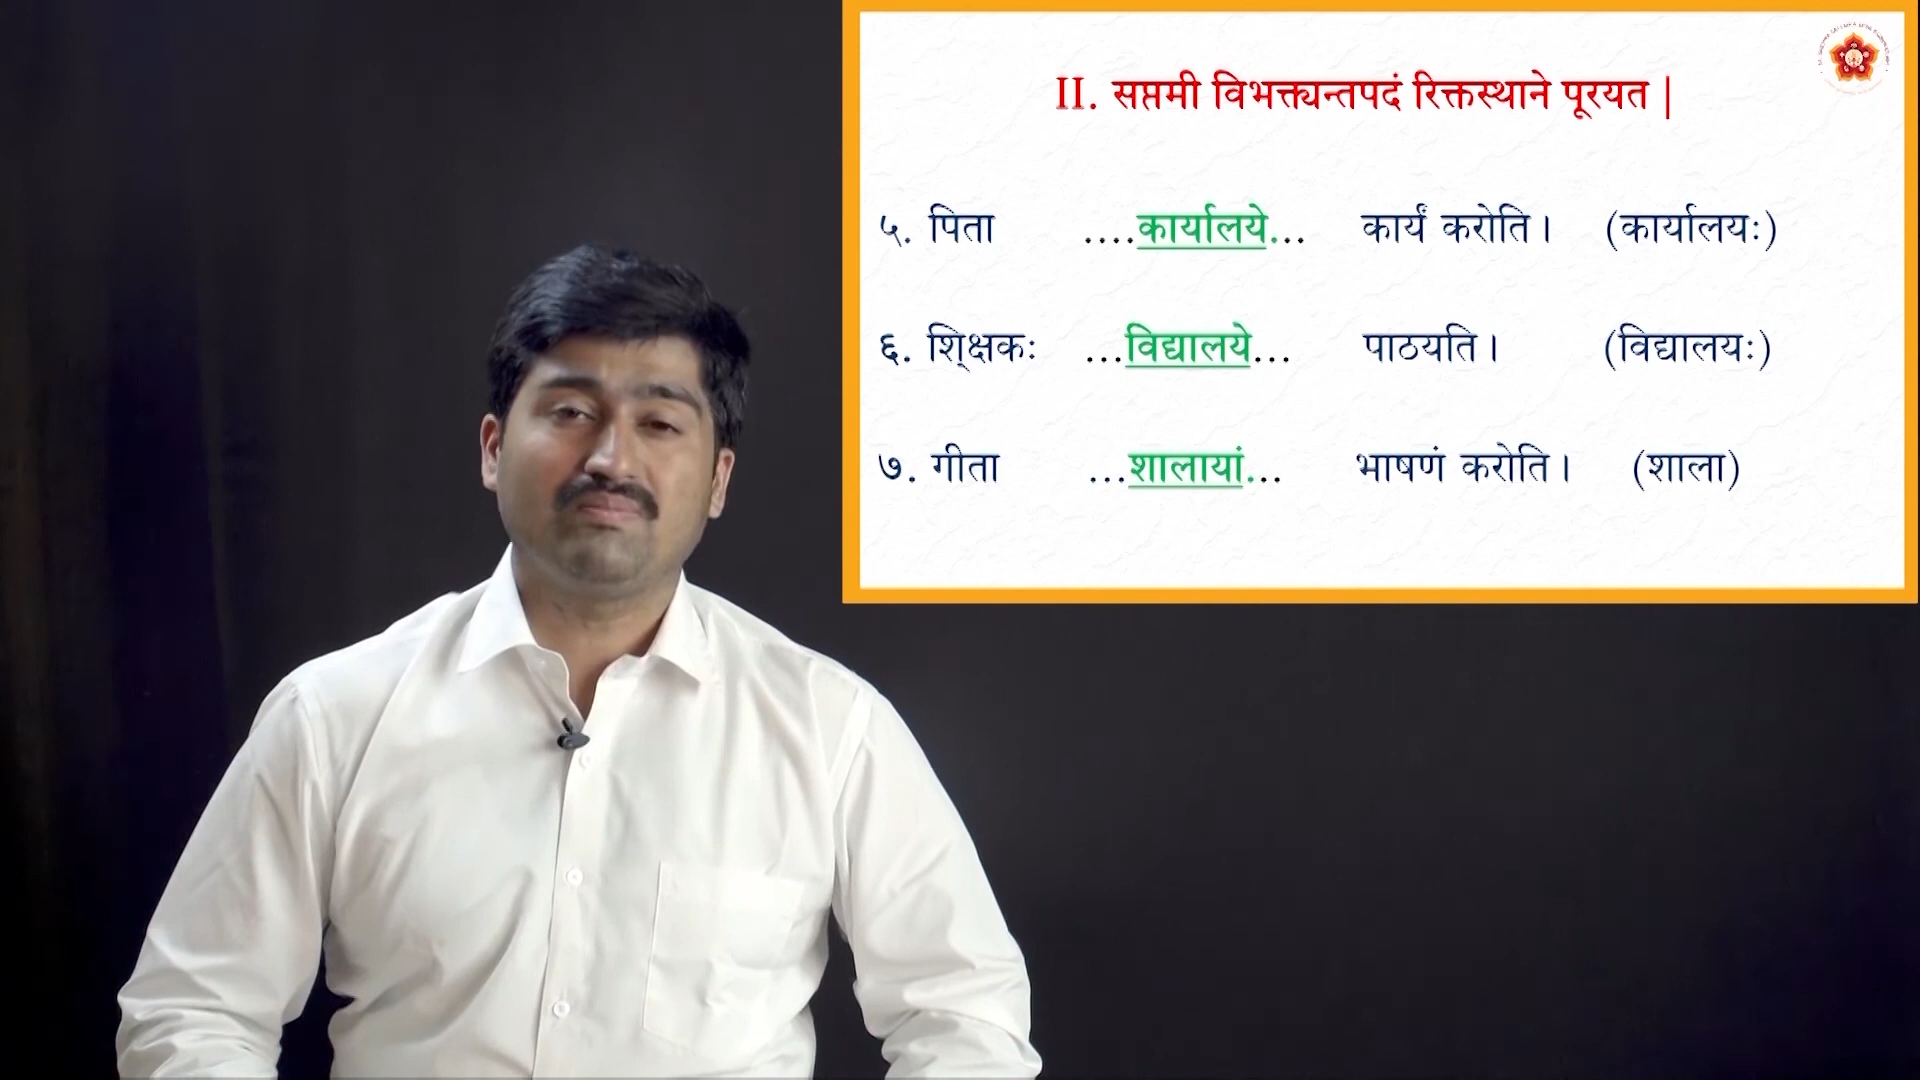 II. सप्तमी विभक्त्यन्तपदं रिक्तस्थाने पूरयत |
५. पिता ....कार्यालये... कार्यं करोति। (कार्यालयः)
६. शि्क्षकः ...विद्यालये... पाठयति। (विद्यालयः)
७. गीता ...शालायां... भाषणं करोति। (शाला)